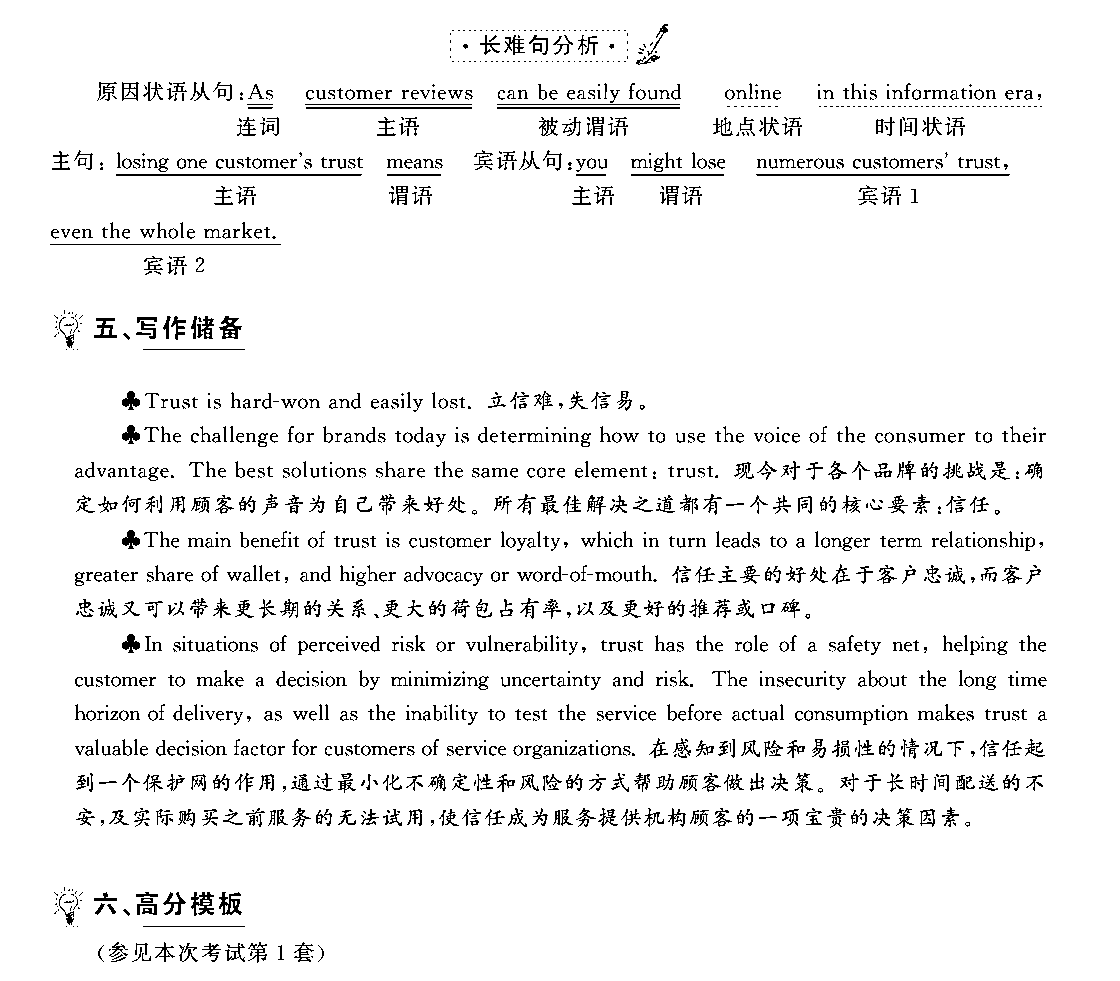 ·长难句分析·
原因状语从句:As customer reviews can be easily found online in this information era,
连词 主语 被动谓语 地点状语 时间状语
主句: losing one customer's trust means 宾语从句:you might lose numerous customers' trust,
主语 谓语 主语 谓语 宾语 1
even the whole market.
宾语 2
五、写作储备
♣Trust is hard-won and easily lost. 立信难,失信易。
♣The challenge for brands today is determining how to use the voice of the consumer to their
advantage. The best solutions share the same core element: trust. 现今对于各个品牌的挑战是:确
定如何利用顾客的声音为自己带来好处。所有最佳解决之道都有一个共同的核心要素:信任。
♣The main benefit of trust is customer loyalty, which in turn leads to a longer term relationship,
greater share of wallet, and higher advocacy or word-of-mouth. 信任主要的好处在于客户忠诚,而客户
忠诚又可以带来更长期的关系、更大的荷包占有率,以及更好的推荐或口碑。
♣In situations of perceived risk or vulnerability, trust has the role of a safety net, helping the
customer to make a decision by minimizing uncertainty and risk. The insecurity about the long time
horizon of delivery, as well as the inability to test the service before actual consumption makes trust a
valuable decision factor for customers of service organizations. 在感知到风险和易损性的情况下,信任起
到一个保护网的作用,通过最小化不确定性和风险的方式帮助顾客做出决策。对于长时间配送的不
安,及实际购买之前服务的无法试用,使信任成为服务提供机构顾客的一项宝贵的决策因素。
六、高分模板
(参见本次考试第 1 套)